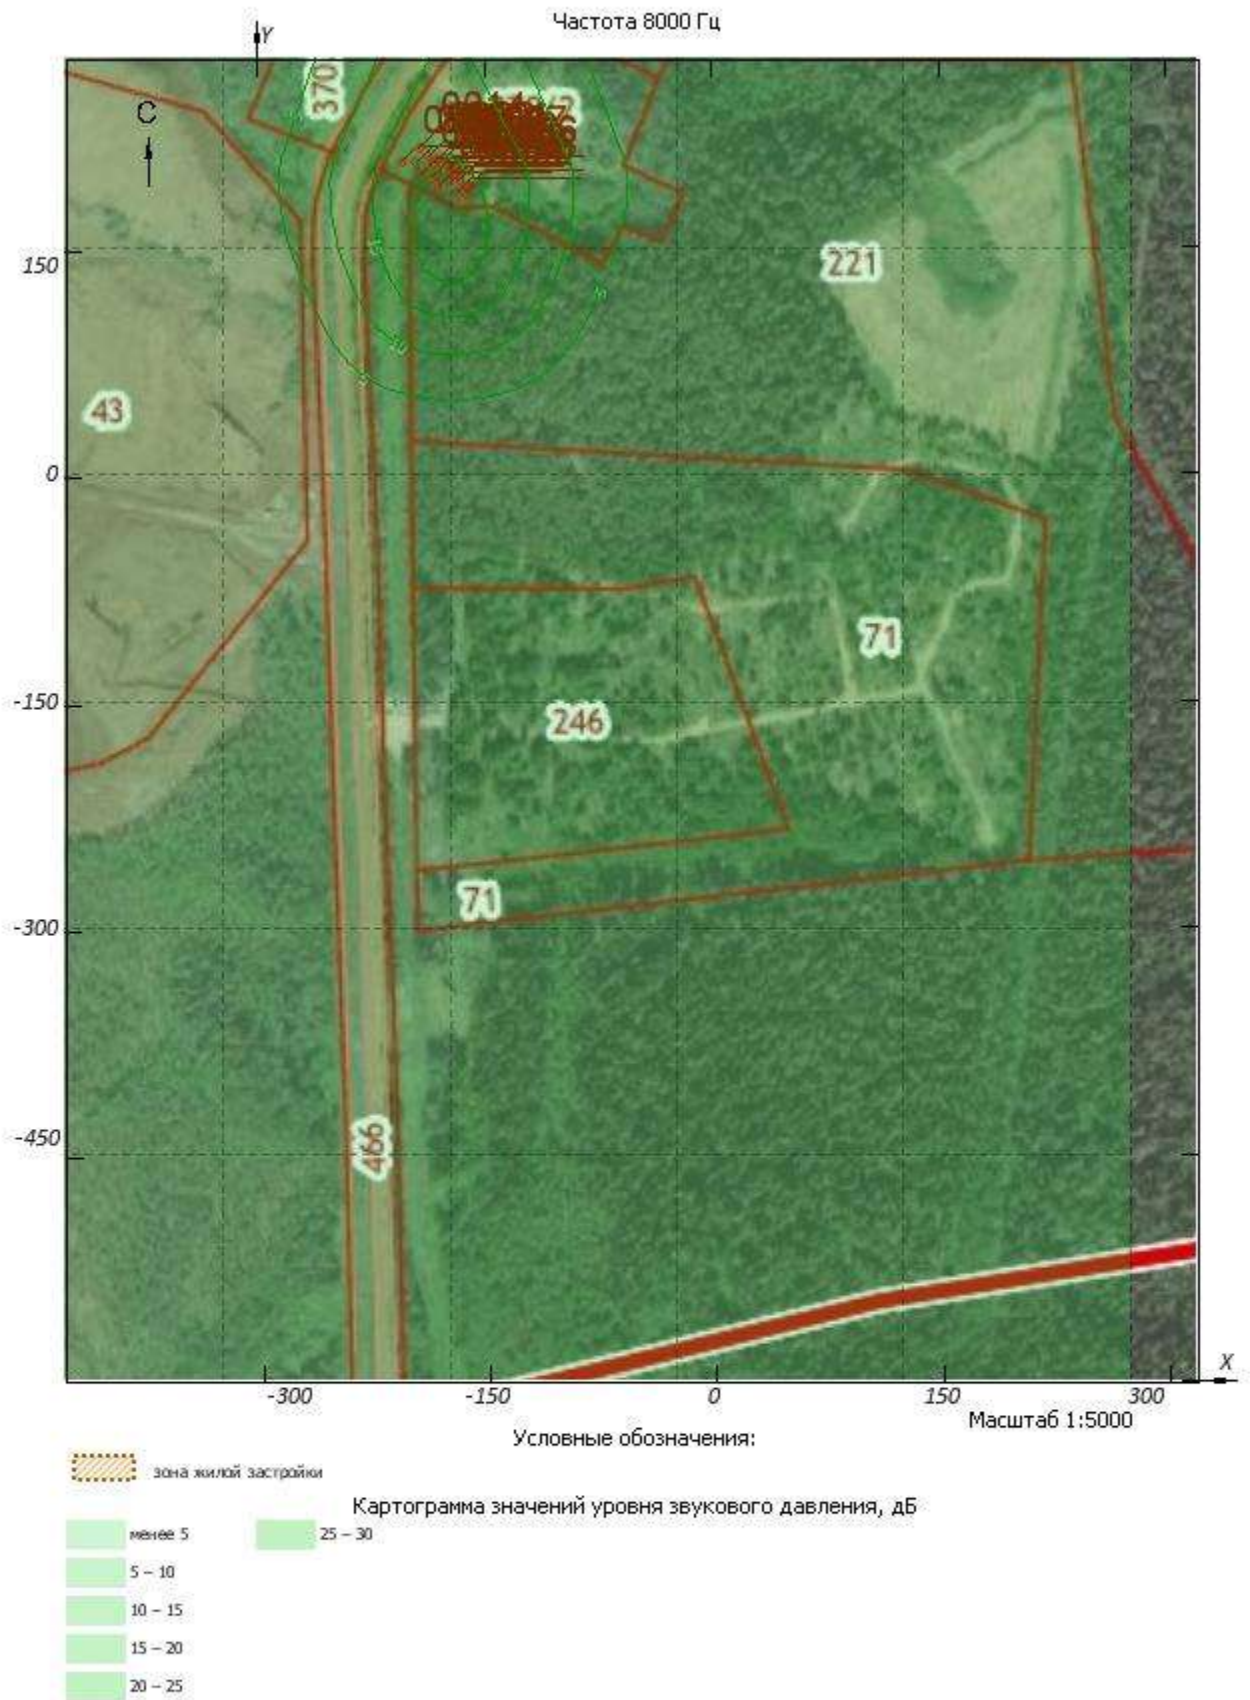 Частота 8000 Гц
Y
С
370
221
150
43
0
71
-150
246
71
-300
-450
466
X
-300 -150 0 150 300
Масштаб 1:5000
Условные обозначения:
зона жилой застройки
Картограмма значений уровня звукового давления, дБ
менее 5 25 – 30
5 – 10
10 – 15
15 – 20
20 – 25